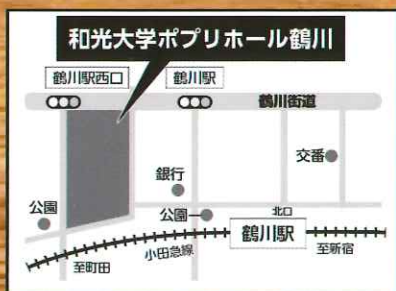 和光大学ポプリホール鶴川
鶴川駅西口
鶴川駅
鶴川街道
交番
銀行
公園
公園
北口
鶴川駅
小田急線
至新宿
至町田